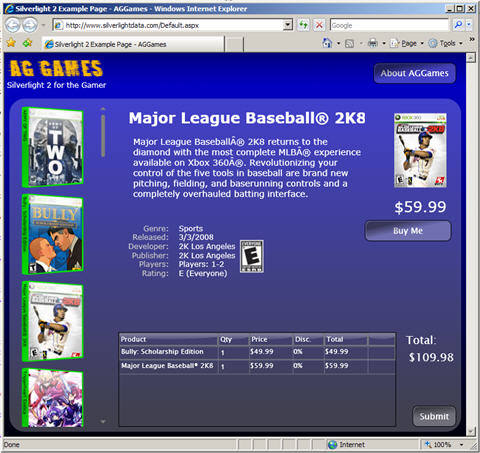 Silverlight 2 Example Page - AGGames - Windows Internet Explorer
http://www.silverlightdata.com/Default.aspx
Google
Silverlight 2 Example Page - AGGames
Page
Tools
AG GAMES
Silverlight 2 for the Gamer
About AGGames
Major League Baseball® 2K8
Major League BaseballÂ® 2K8 returns to the
diamond with the most complete MLBÂ® experience
available on Xbox 360Â®. Revolutionizing your
control of the five tools in baseball are brand new
pitching, fielding, and baserunning controls and a
completely overhauled batting interface.
$59.99
Buy Me
Genre: Sports
Released: 3/3/2008
Developer: 2K Los Angeles
Publisher: 2K Los Angeles
Players: Players: 1-2
Rating: E (Everyone)
EVERYONE
E
TWO
BULLY
Product Qty Price Disc. Total
Bully: Scholarship Edition 1 $49.99 0% $49.99
Major League Baseball® 2K8 1 $59.99 0% $59.99
Total:
$109.98
Submit
Done
Internet
100%